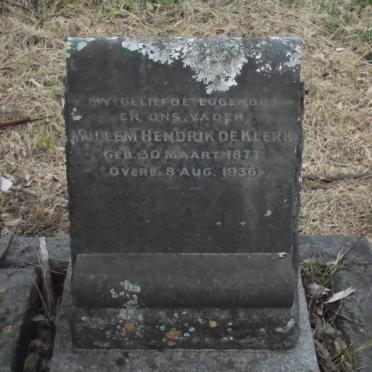 MY GELIEFDE EGGENOOT
EN ONS VADER
WILLEM HENDRIK DE KLERK
GEB. 30 MAART 1877
OVERL. 8 AUG. 1936